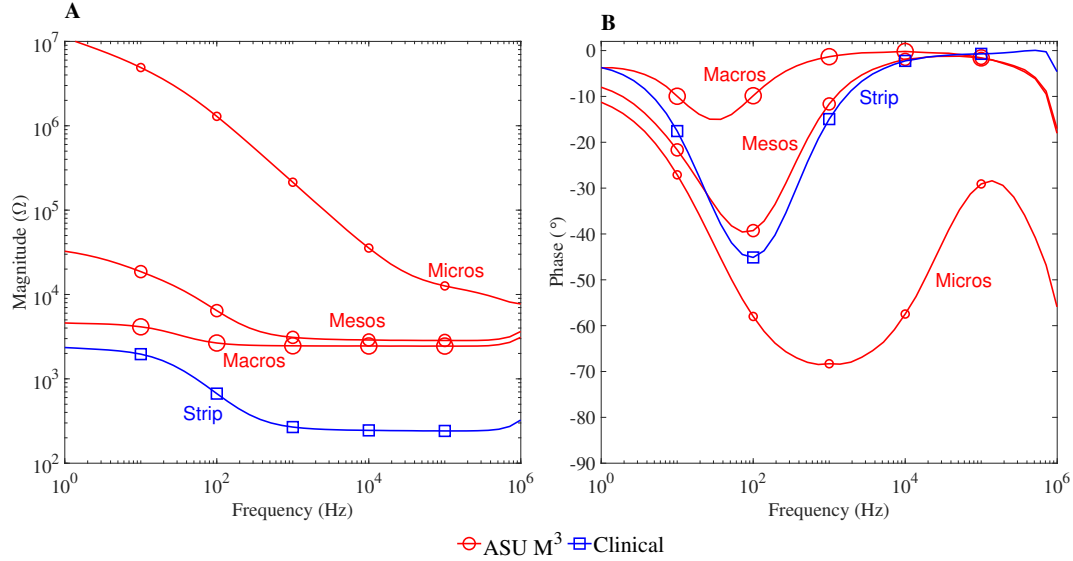 A
Magnitude (Ω)
10^7
10^6
10^5
10^4
10^3
10^2
Micros
Mesos
Macros
Strip
10^0
10^2
10^4
10^6
Frequency (Hz)
B
Phase (°)
0
-10
-20
-30
-40
-50
-60
-70
-80
-90
Macros
Strip
Mesos
Micros
10^0
10^2
10^4
10^6
Frequency (Hz)
ASU M^3 Clinical